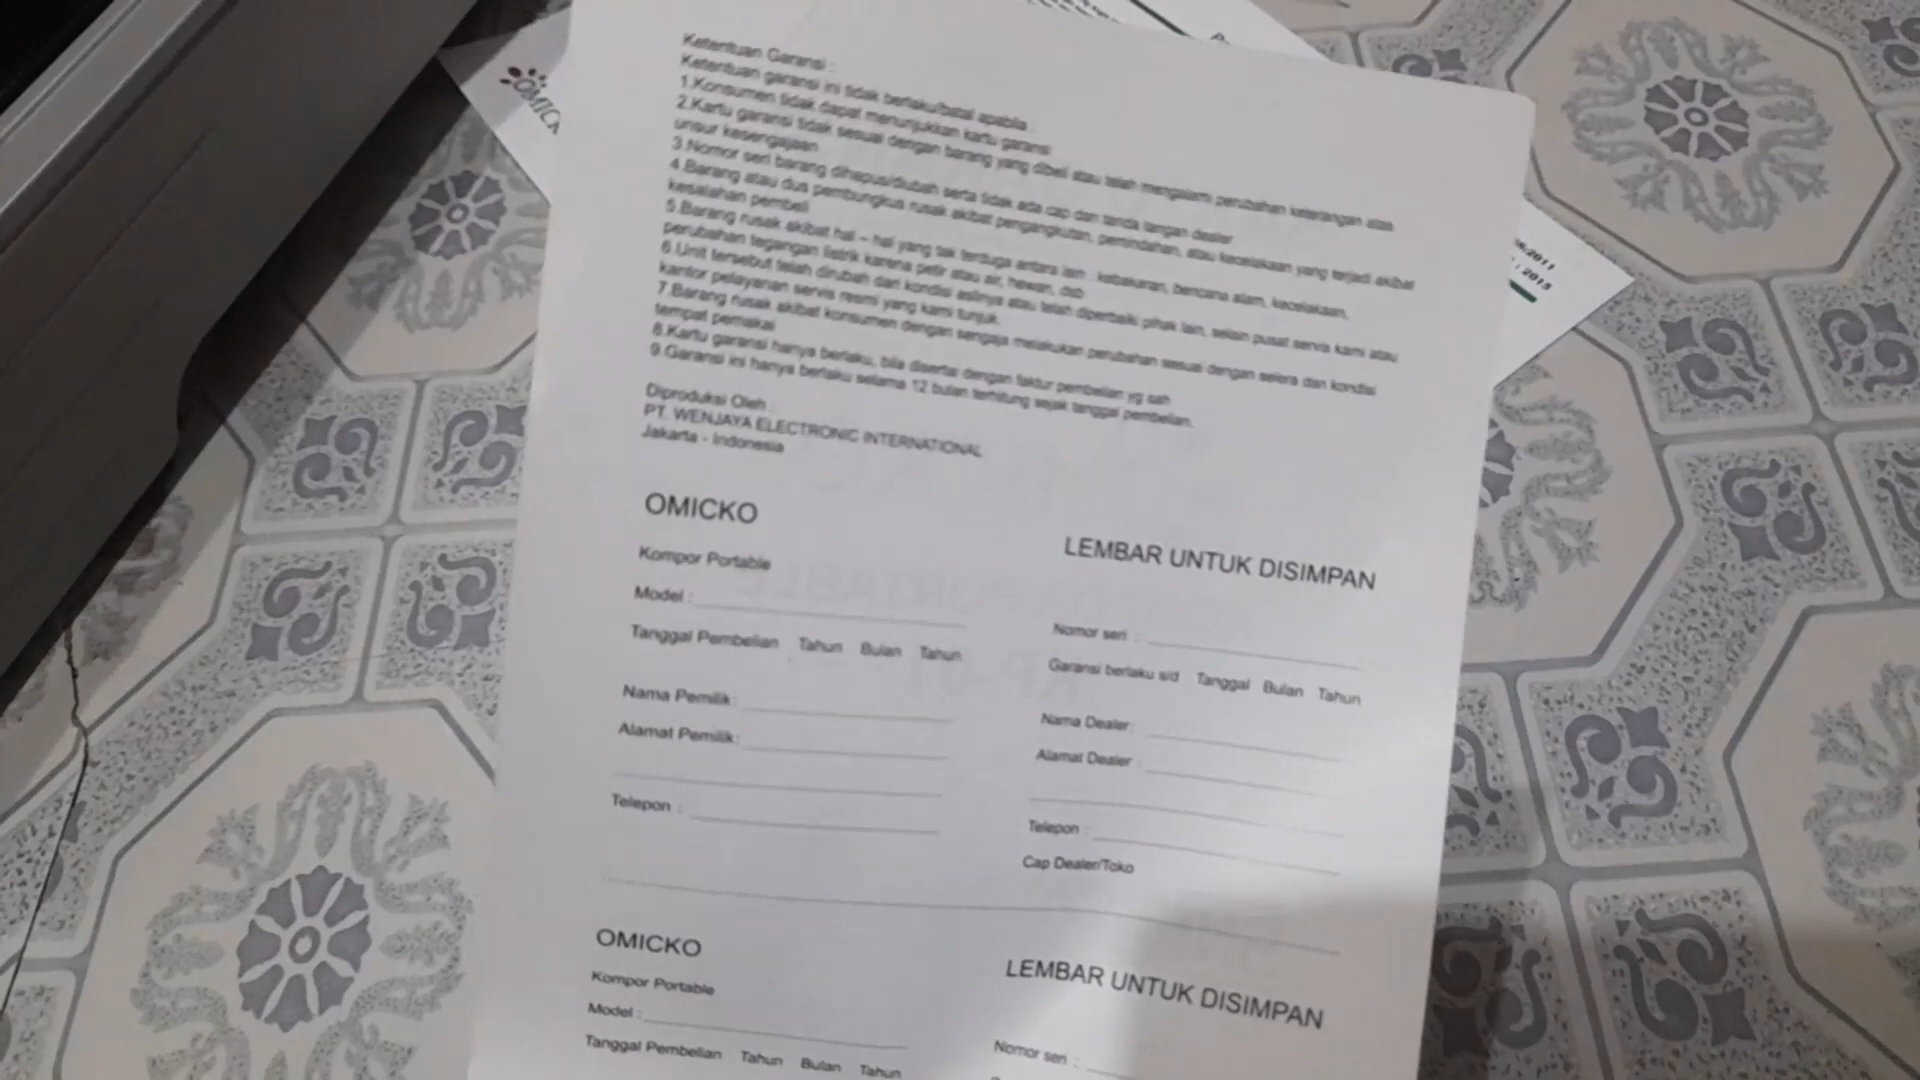 OMICK
Ketentuan Garansi :
Ketentuan garansi ini tidak berlaku/batal apabila
1.Konsumen tidak dapat menunjukkan kartu garansi
2.Kartu garansi tidak sesuai dengan barang yang dibeli atau telah mengalami perubahan keterangan atas
unsur kesengajaan
3.Nomor seri barang dihapus/diubah serta tidak ada cap dan tanda tangan dealer
4.Barang atau dus pembungkus rusak akibat pengangkutan, pemindahan, atau kecelakaan yang terjadi akibat
kesalahan pembeli
5.Barang rusak akibat hal - hal yang tak terduga antara lain : kebakaran, bencana alam, kecelakaan,
perubahan tegangan listrik karena petir atau air, hewan, dsb
6.Unit tersebut telah dirubah dari kondisi aslinya atau telah diperbaiki pihak lain, selain pusat servis kami atau
kantor pelayanan servis resmi yang kami tunjuk.
7.Barang rusak akibat konsumen dengan sengaja melakukan perubahan sesuai dengan selera dan kondisi
tempat pemakai
8.Kartu garansi hanya berlaku, bila disertai dengan faktur pembelian yg sah
9.Garansi ini hanya berlaku selama 12 bulan terhitung sejak tanggal pembelian.
Diproduksi Oleh :
PT. WENJAYA ELECTRONIC INTERNATIONAL
Jakarta - Indonesia
OMICKO
LEMBAR UNTUK DISIMPAN
Kompor Portable
Model :
Nomor seri :
Tanggal Pembelian Tahun Bulan Tahun
Garansi berlaku s/d Tanggal Bulan Tahun
Nama Pemilik:
Nama Dealer:
Alamat Pemilik:
Alamat Dealer :
Telepon :
Telepon :
Cap Dealer/Toko
OMICKO
LEMBAR UNTUK DISIMPAN
Kompor Portable
Model :
Nomor seri :
Tanggal Pembelian Tahun Bulan Tahun